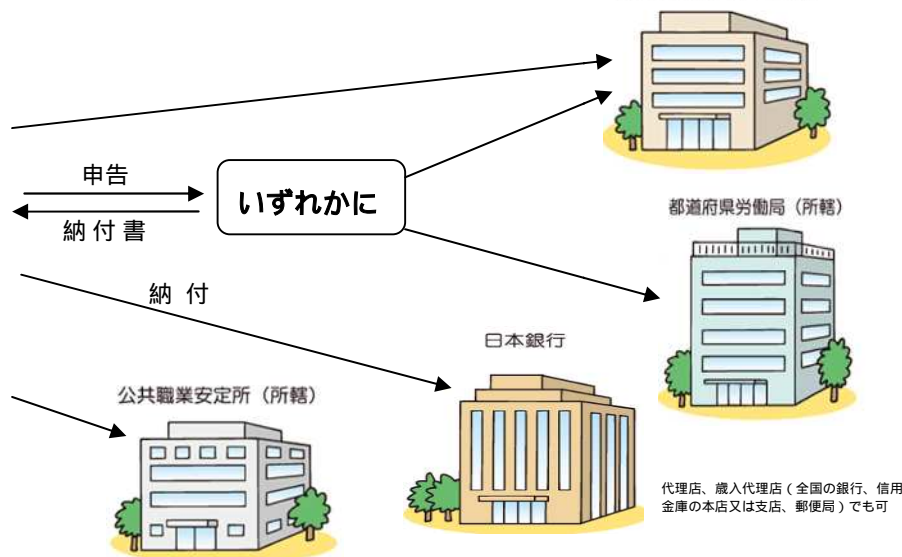 申告
いずれかに
納 付 書
都道府県労働局（所轄）
納 付
日本銀行
公共職業安定所（所轄）
代理店、歳入代理店（全国の銀行、信用
金庫の本店又は支店、郵便局）でも可